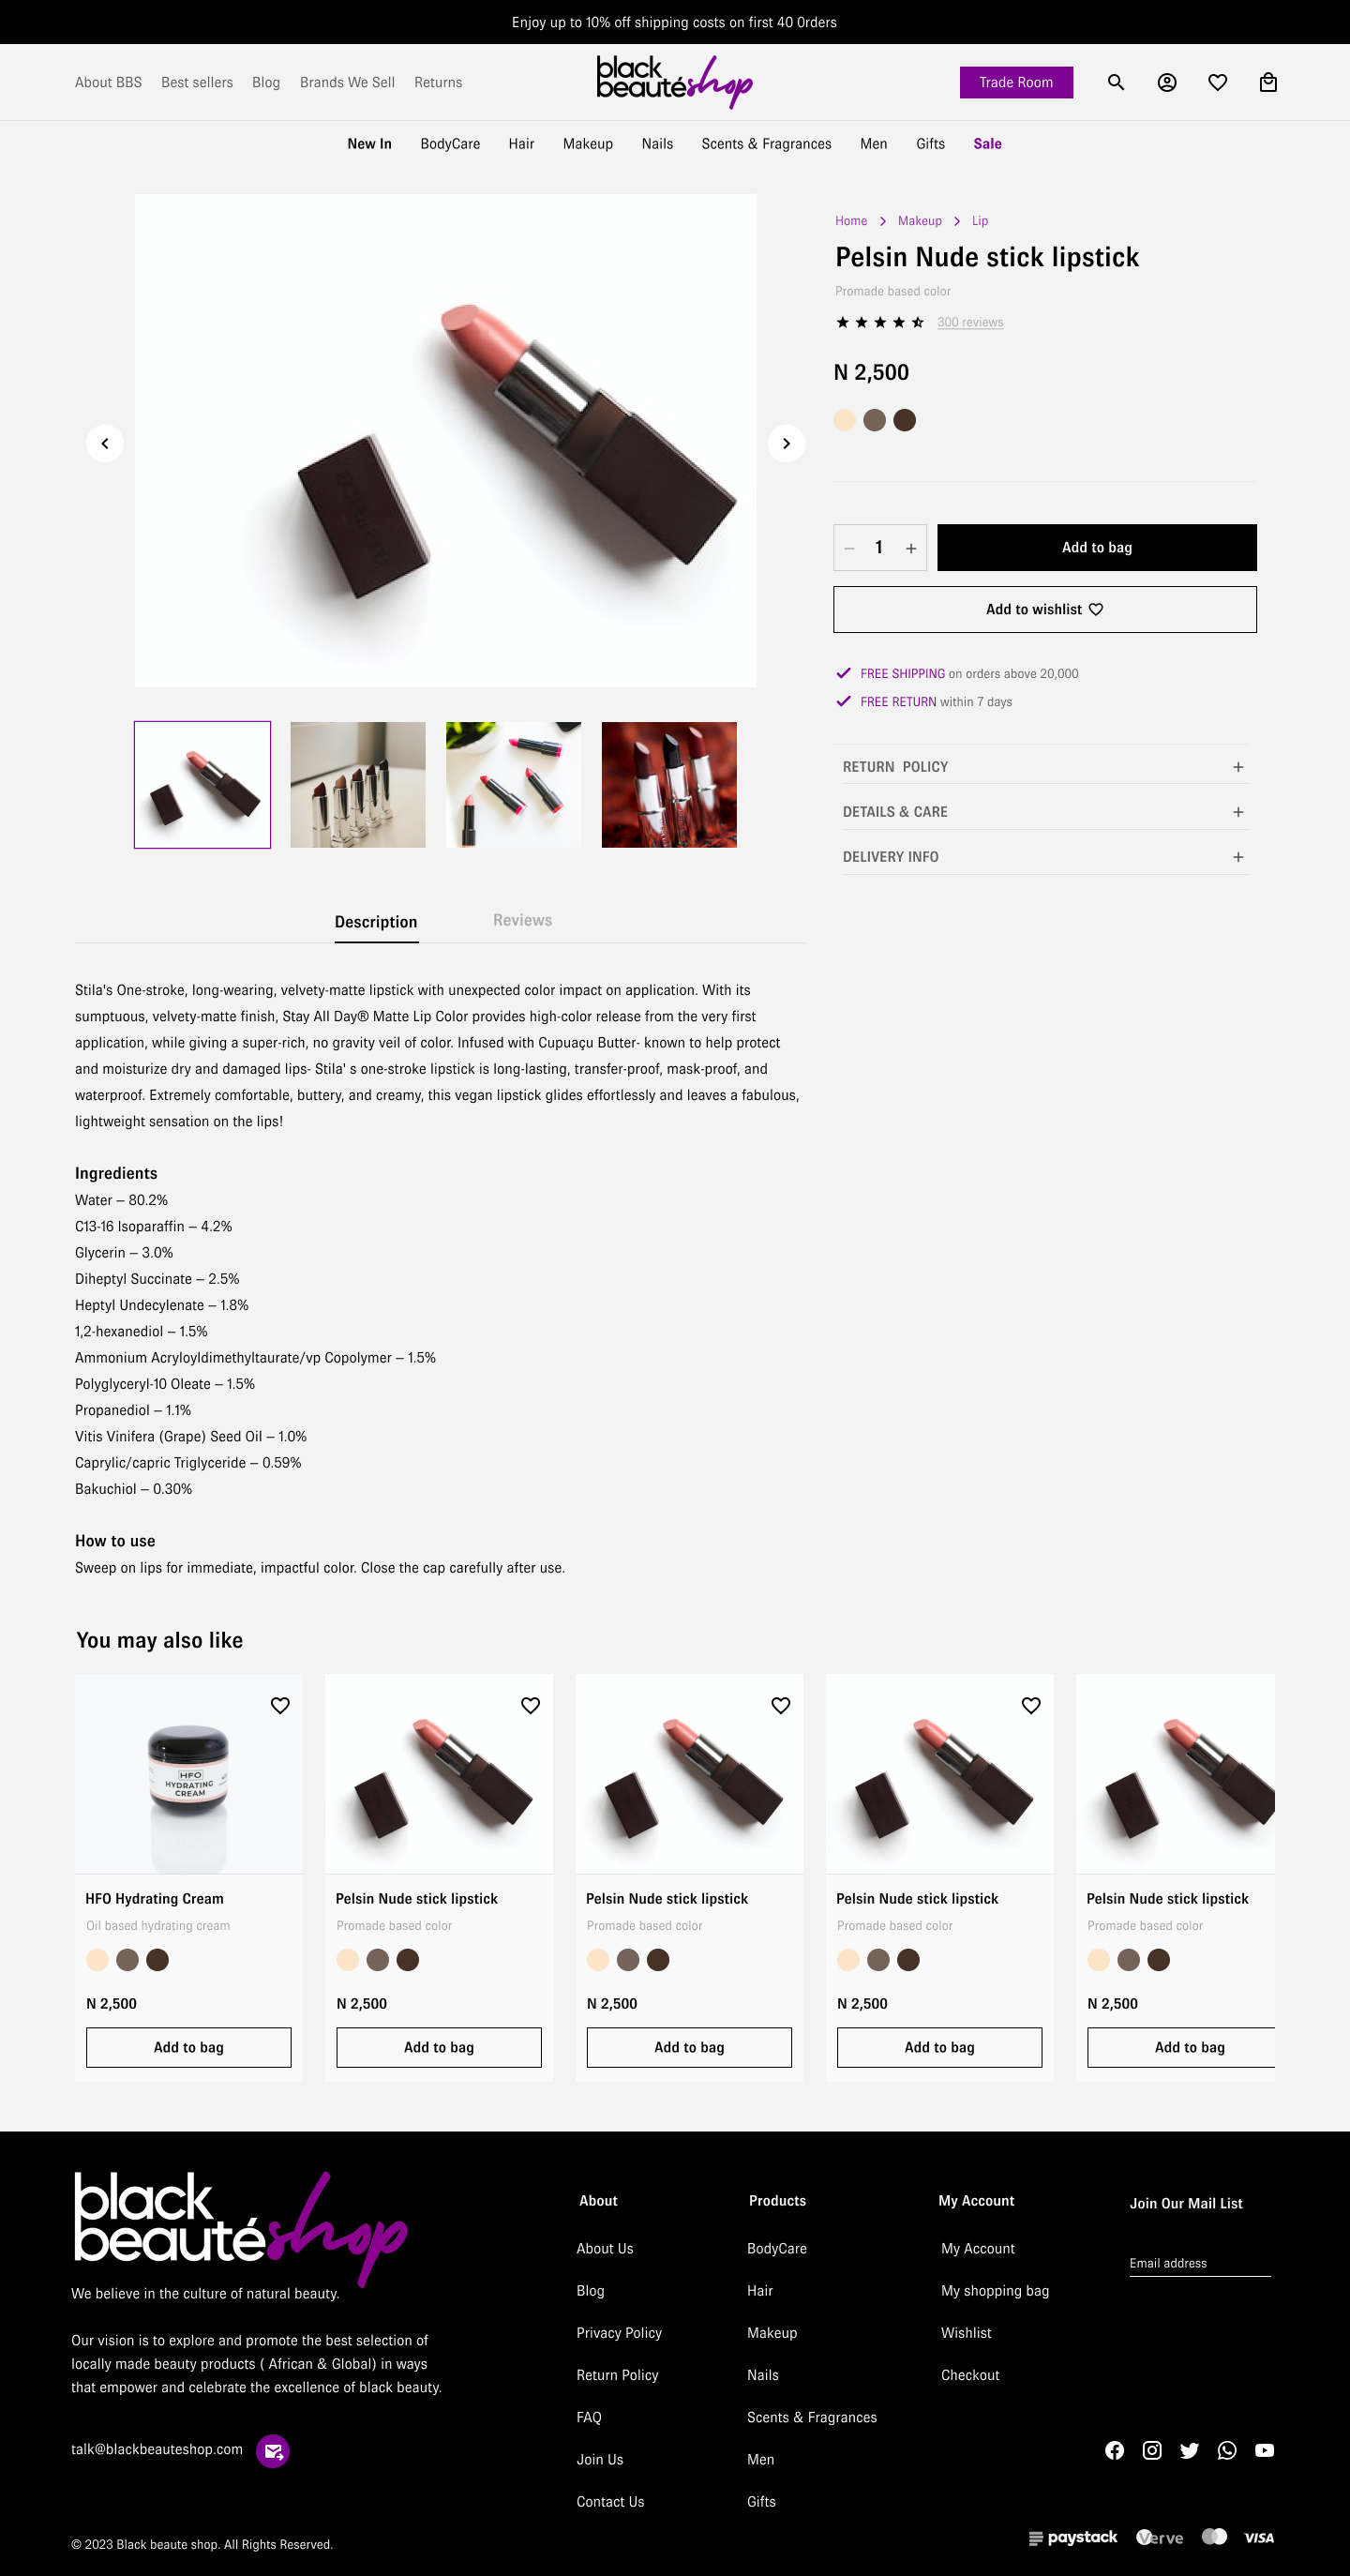 Enjoy up to 10% off shipping costs on first 40 Orders
About BBS Best sellers Blog Brands We Sell Returns
black
beauté shop
Trade Room
New In BodyCare Hair Makeup Nails Scents & Fragrances Men Gifts Sale
Home > Makeup > Lip
Pelsin Nude stick lipstick
Promade based color
300 reviews
N 2,500
− 1 +
Add to bag
Add to wishlist
FREE SHIPPING on orders above 20,000
FREE RETURN within 7 days
RETURN POLICY +
DETAILS & CARE +
DELIVERY INFO +
Description Reviews
Stila's One-stroke, long-wearing, velvety-matte lipstick with unexpected color impact on application. With its
sumptuous, velvety-matte finish, Stay All Day® Matte Lip Color provides high-color release from the very first
application, while giving a super-rich, no gravity veil of color. Infused with Cupuaçu Butter- known to help protect
and moisturize dry and damaged lips- Stila' s one-stroke lipstick is long-lasting, transfer-proof, mask-proof, and
waterproof. Extremely comfortable, buttery, and creamy, this vegan lipstick glides effortlessly and leaves a fabulous,
lightweight sensation on the lips!
Ingredients
Water – 80.2%
C13-16 Isoparaffin – 4.2%
Glycerin – 3.0%
Diheptyl Succinate – 2.5%
Heptyl Undecylenate – 1.8%
1,2-hexanediol – 1.5%
Ammonium Acryloyldimethyltaurate/vp Copolymer – 1.5%
Polyglyceryl-10 Oleate – 1.5%
Propanediol – 1.1%
Vitis Vinifera (Grape) Seed Oil – 1.0%
Caprylic/capric Triglyceride – 0.59%
Bakuchiol – 0.30%
How to use
Sweep on lips for immediate, impactful color. Close the cap carefully after use.
You may also like
HFO
HYDRATING
CREAM
HFO Hydrating Cream
Oil based hydrating cream
N 2,500
Add to bag
Pelsin Nude stick lipstick
Promade based color
N 2,500
Add to bag
Pelsin Nude stick lipstick
Promade based color
N 2,500
Add to bag
Pelsin Nude stick lipstick
Promade based color
N 2,500
Add to bag
Pelsin Nude stick lipstick
Promade based color
N 2,500
Add to bag
black
beauté shop
We believe in the culture of natural beauty.
Our vision is to explore and promote the best selection of
locally made beauty products ( African & Global) in ways
that empower and celebrate the excellence of black beauty.
talk@blackbeauteshop.com
About
About Us
Blog
Privacy Policy
Return Policy
FAQ
Join Us
Contact Us
Products
BodyCare
Hair
Makeup
Nails
Scents & Fragrances
Men
Gifts
My Account
My Account
My shopping bag
Wishlist
Checkout
Join Our Mail List
Email address
© 2023 Black beaute shop. All Rights Reserved.
paystack Verve VISA